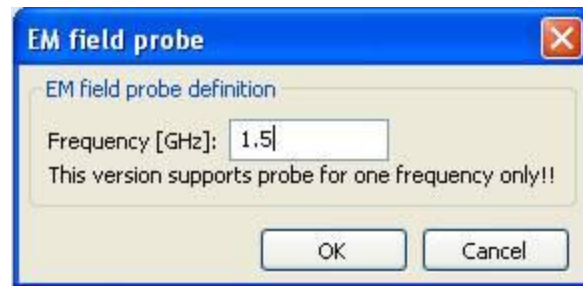 EM field probe
EM field probe definition
Frequency [GHz]: 1.5
This version supports probe for one frequency only!!
OK Cancel